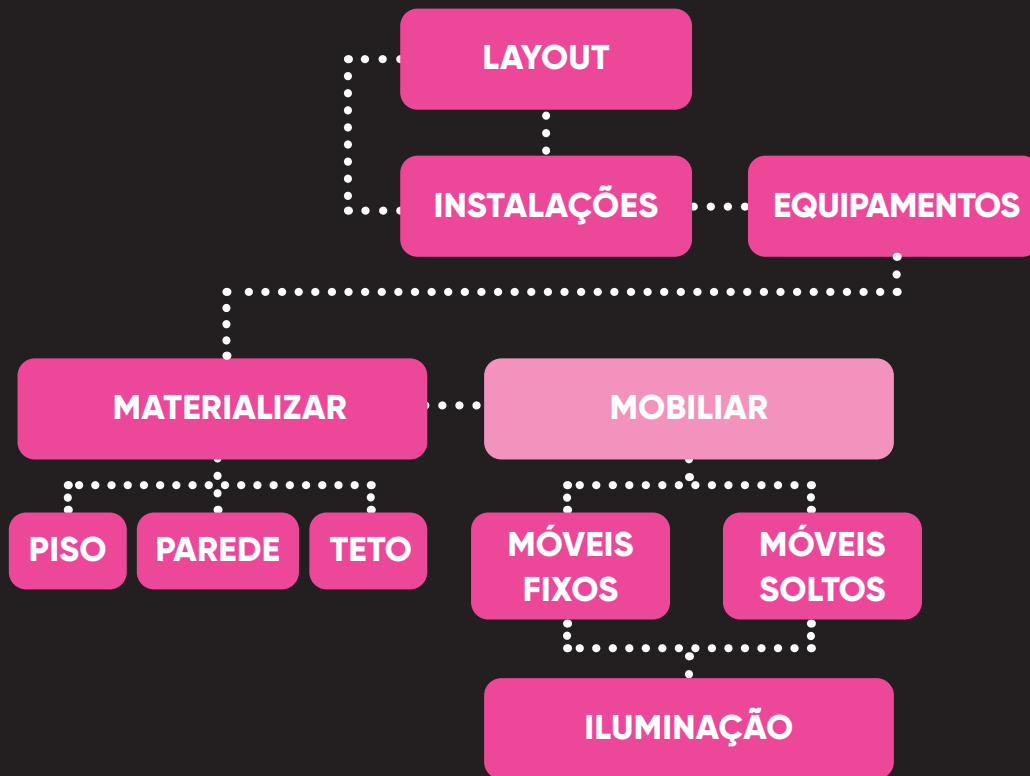 LAYOUT
INSTALAÇÕES
EQUIPAMENTOS
MATERIALIZAR
MOBILIAR
PISO
PAREDE
TETO
MÓVEIS
FIXOS
MÓVEIS
SOLTOS
ILUMINAÇÃO